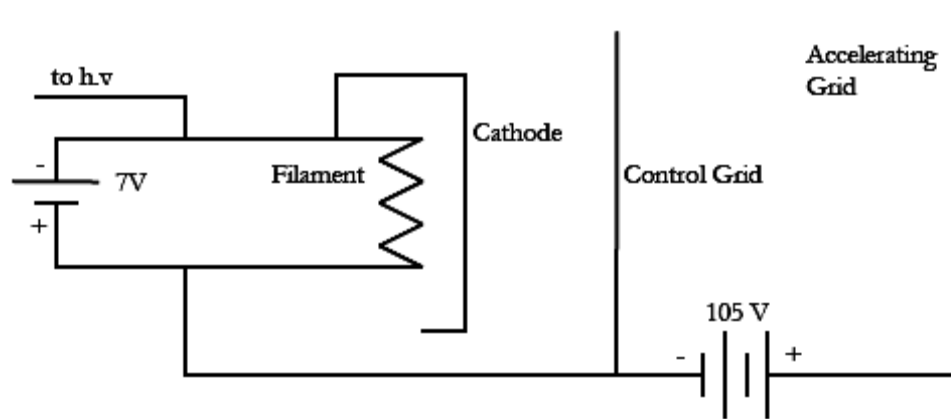 Accelerating
Grid
to h.v
Cathode
-
7V
Filament
Control Grid
+
105 V
-
+